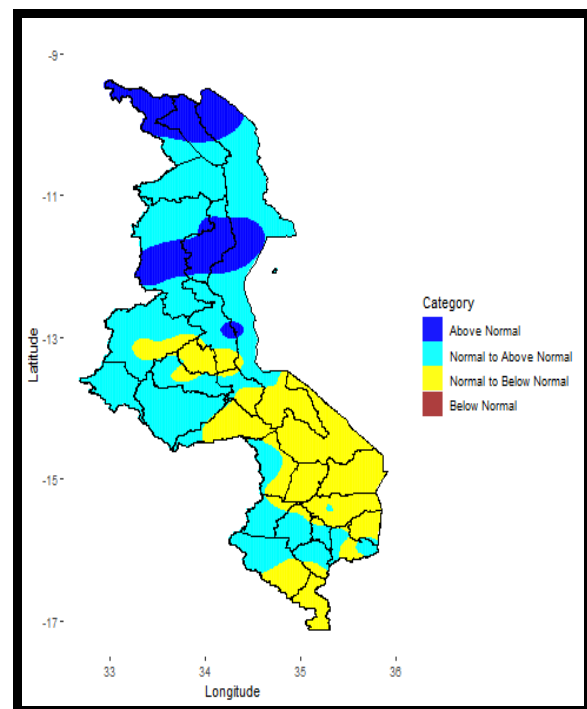 -9
-11
-13
-15
-17
Latitude
33
34
35
36
Longitude
Category
Above Normal
Normal to Above Normal
Normal to Below Normal
Below Normal